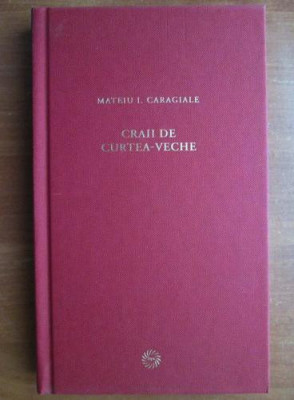 MATEIU I. CARAGIALE
CRAII DE
CURTEA-VECHE